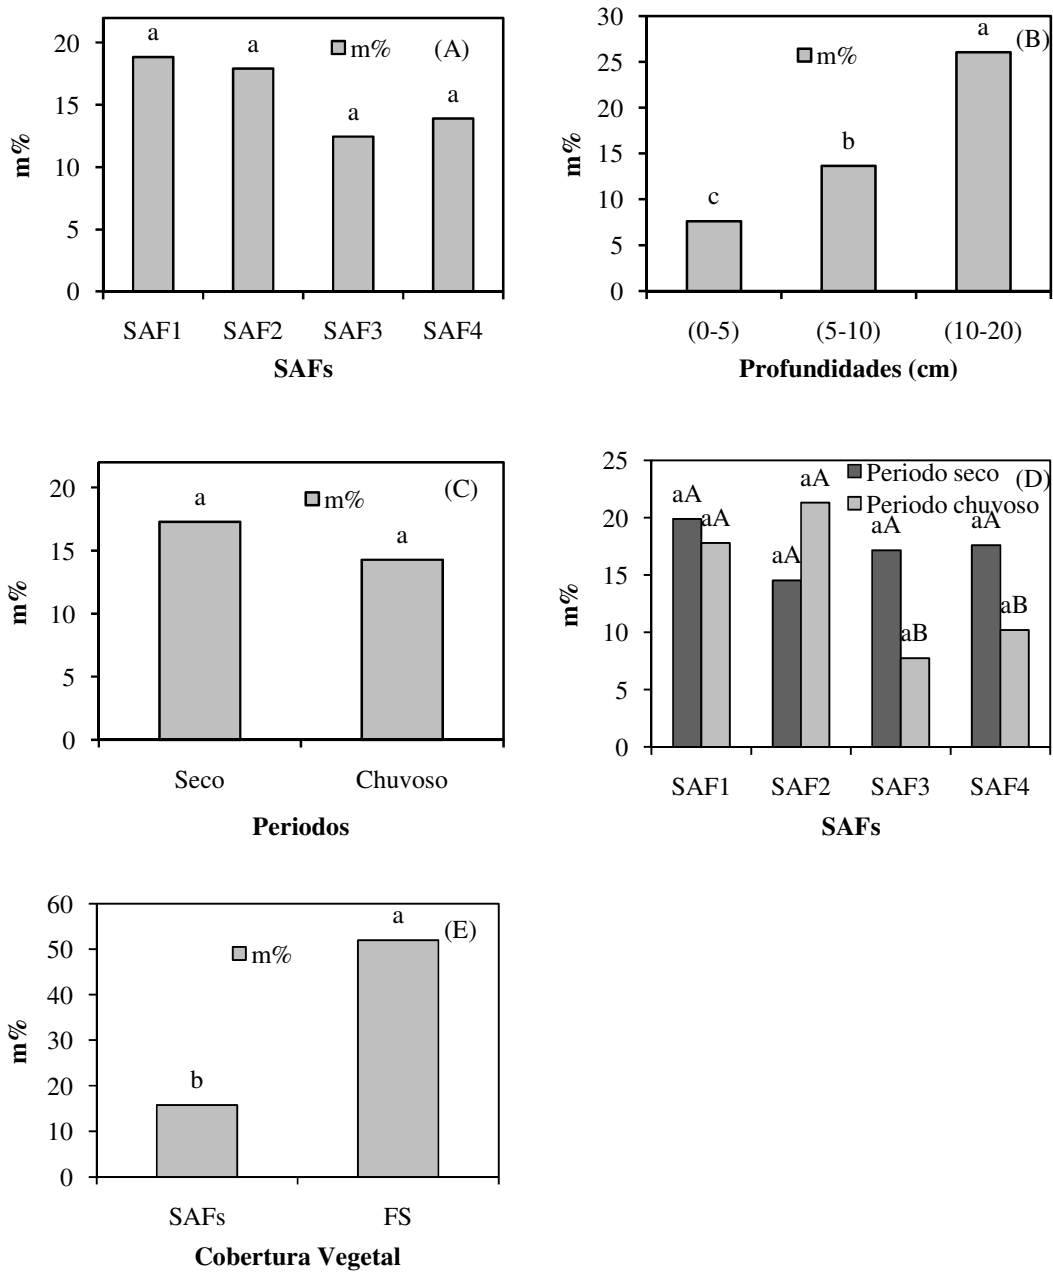 m% (A)
20
15
10
5
0
m%
a
a
a
a
SAF1 SAF2 SAF3 SAF4
SAFs
m% (B)
30
25
20
15
10
5
0
m%
c
b
a
(0-5) (5-10) (10-20)
Profundidades (cm)
m% (C)
20
15
10
5
0
m%
a
a
Seco Chuvoso
Periodos
Periodo seco (D)
Periodo chuvoso
25
20
15
10
5
0
m%
aA
aA
aA
aA
aA
aB
aA
aB
SAF1 SAF2 SAF3 SAF4
SAFs
m% (E)
60
50
40
30
20
10
0
m%
b
a
SAFs FS
Cobertura Vegetal